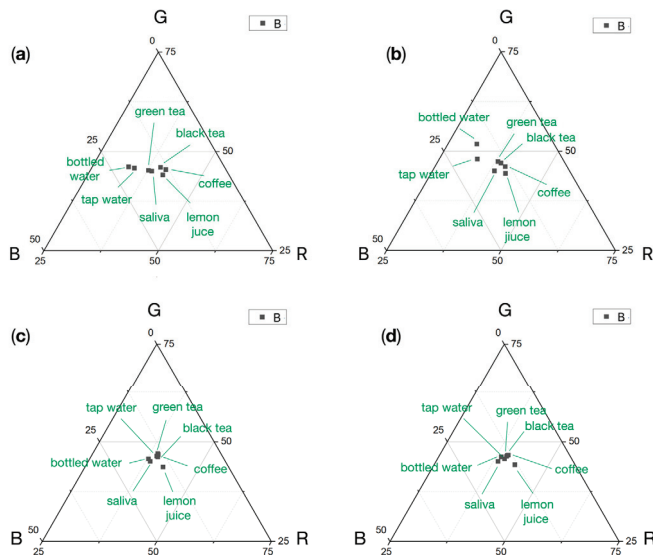 G
B
(a)
0
75
green tea
black tea
25
50
bottled
water
tap water
saliva
lemon
juce
coffee
50
25
B
R
25
50
75
G
B
(b)
0
75
bottled water
green tea
black tea
25
50
tap water
coffee
saliva
lemon
jiuce
50
25
B
R
25
50
75
G
B
(c)
0
75
tap water
green tea
black tea
25
50
bottled water
coffee
saliva
lemon
juice
50
25
B
R
25
50
75
G
B
(d)
0
75
tap water
green tea
black tea
25
50
bottled water
coffee
saliva
lemon
juice
50
25
B
R
25
50
75